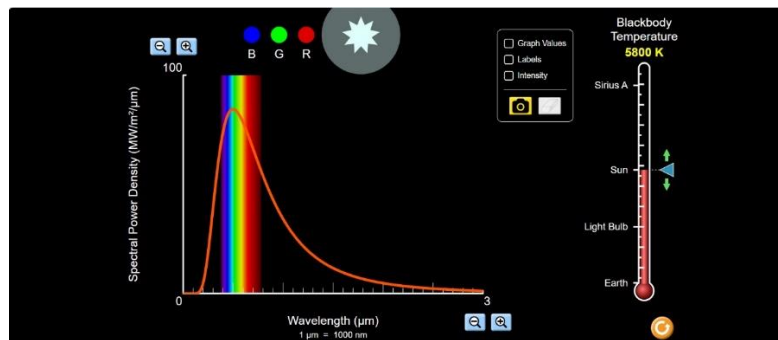 Blackbody
Temperature
5800 K
B G R
Graph Values
Labels
Intensity
100
Spectral Power Density (MW/m²/µm)
0
3
Wavelength (µm)
1 µm = 1000 nm
Sirius A
Sun
Light Bulb
Earth